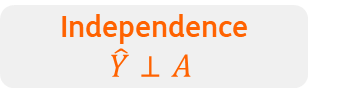 Independence
Ŷ ⊥ A